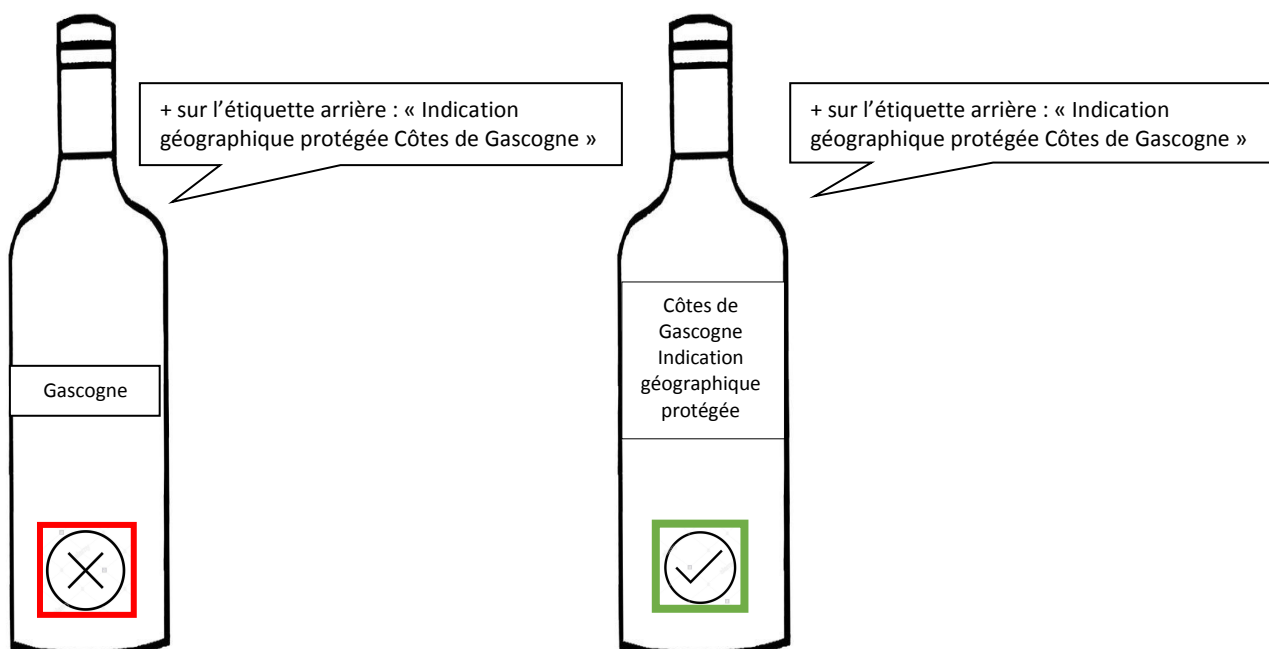 + sur l’étiquette arrière : « Indication
géographique protégée Côtes de Gascogne »
+ sur l’étiquette arrière : « Indication
géographique protégée Côtes de Gascogne »
Gascogne
Côtes de
Gascogne
Indication
géographique
protégée